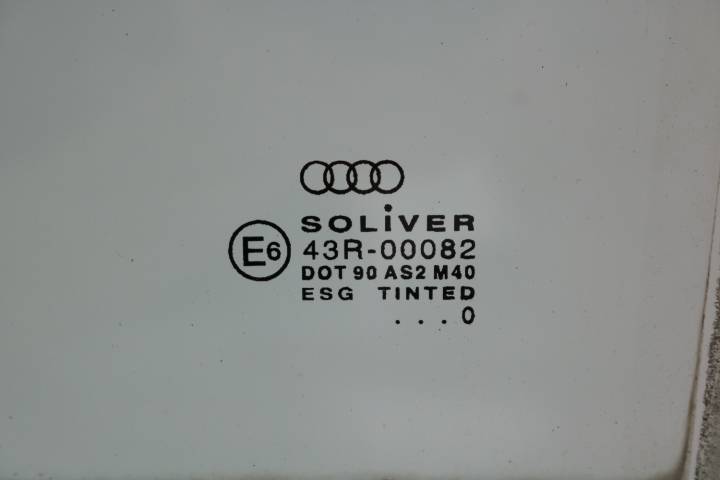 SOLiVER
E6 43R-00082
DOT 90 AS2 M40
ESG TINTED
...0